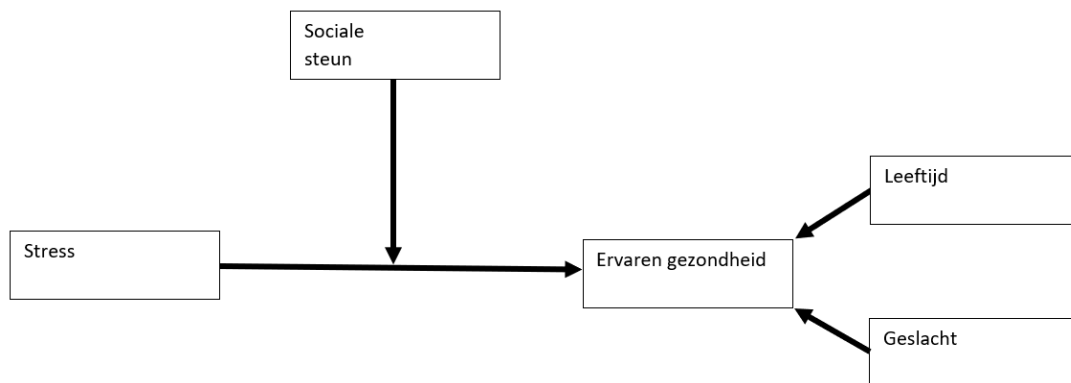 Sociale
steun
Leeftijd
Stress
Ervaren gezondheid
Geslacht